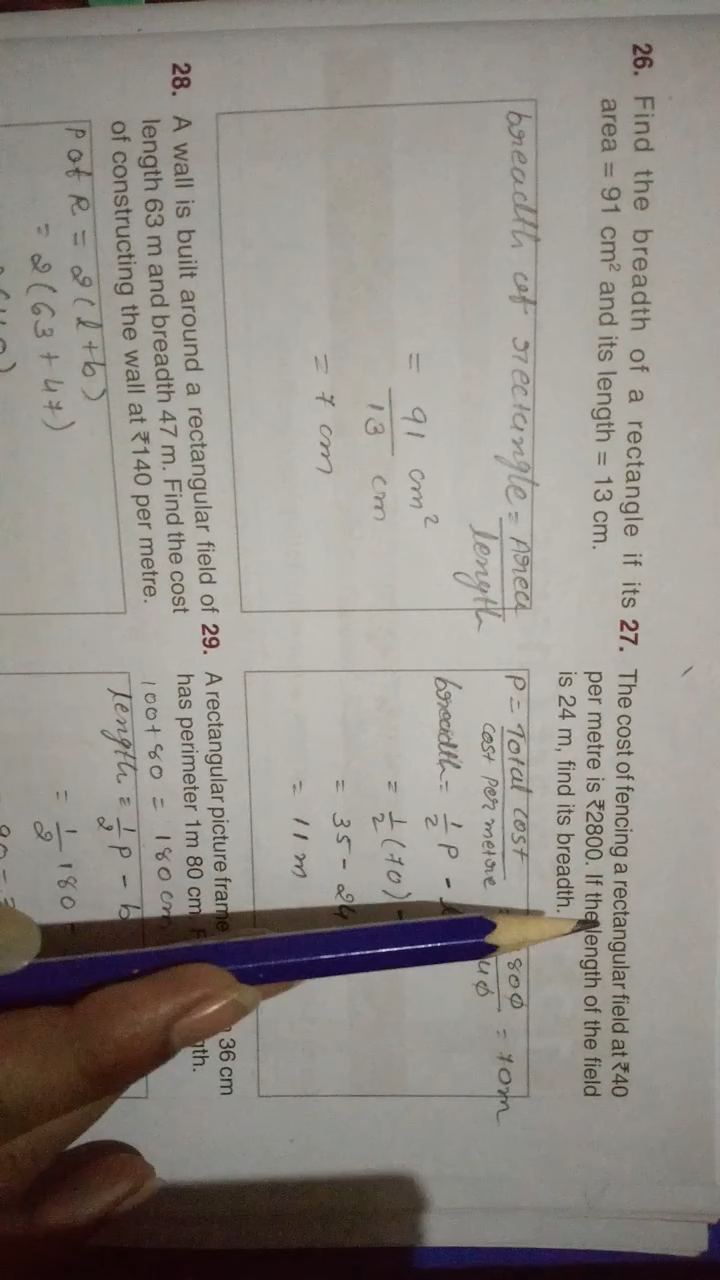 26. Find the breadth of a rectangle if its
area = 91 cm² and its length = 13 cm.
breadth of rectangle = Area
length
= 91 cm²
13 cm
= 7 cm
27. The cost of fencing a rectangular field at ₹40
per metre is ₹2800. If the length of the field
is 24 m, find its breadth.
P = Total cost
cost per metre
800
40
= 70m
breadth = 1/2 P - l
= 1/2 (70) -
= 35 - 24
= 11 m
28. A wall is built around a rectangular field of
length 63 m and breadth 47 m. Find the cost
of constructing the wall at ₹140 per metre.
P of R = 2(l+b)
= 2(63+47)
29. A rectangular picture frame 36 cm
has perimeter 1m 80 cm.
100+80 = 180 cm
length = 1/2 P - b
= 1/2 180 -